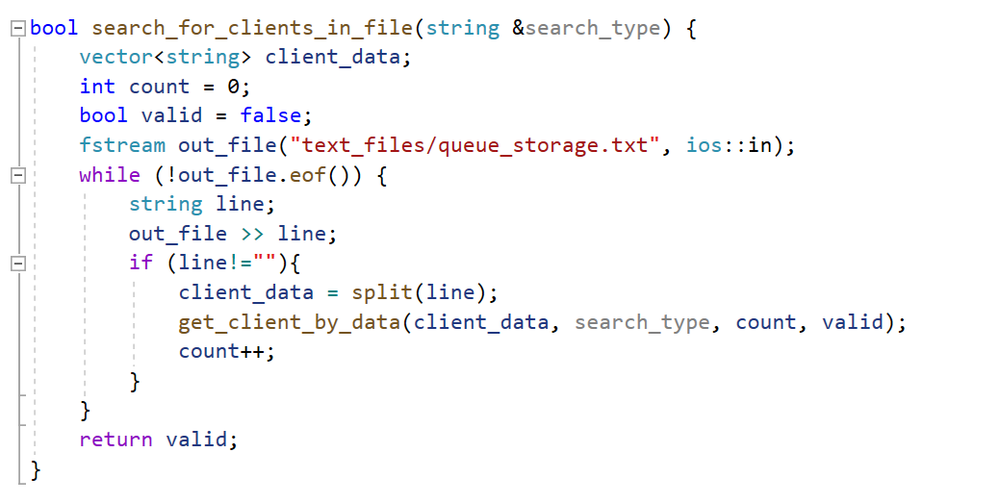 bool search_for_clients_in_file(string &search_type) {
    vector<string> client_data;
    int count = 0;
    bool valid = false;
    fstream out_file("text_files/queue_storage.txt", ios::in);
    while (!out_file.eof()) {
        string line;
        out_file >> line;
        if (line!=""){
            client_data = split(line);
            get_client_by_data(client_data, search_type, count, valid);
            count++;
        }
    }
    return valid;
}